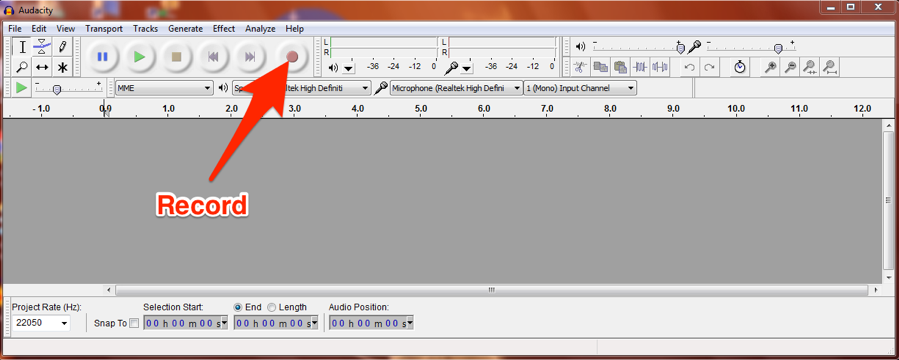 Audacity
File Edit View Transport Tracks Generate Effect Analyze Help
L L
R R
-36 -24 -12 0 -36 -24 -12 0
MME altek High Definiti Microphone (Realtek High Defini 1 (Mono) Input Channel
- 1.0 0.0 1.0 2.0 3.0 4.0 5.0 6.0 7.0 8.0 9.0 10.0 11.0 12.0
Record
Project Rate (Hz): Selection Start: End Length Audio Position:
22050 Snap To 00 h 00 m 00 s 00 h 00 m 00 s 00 h 00 m 00 s